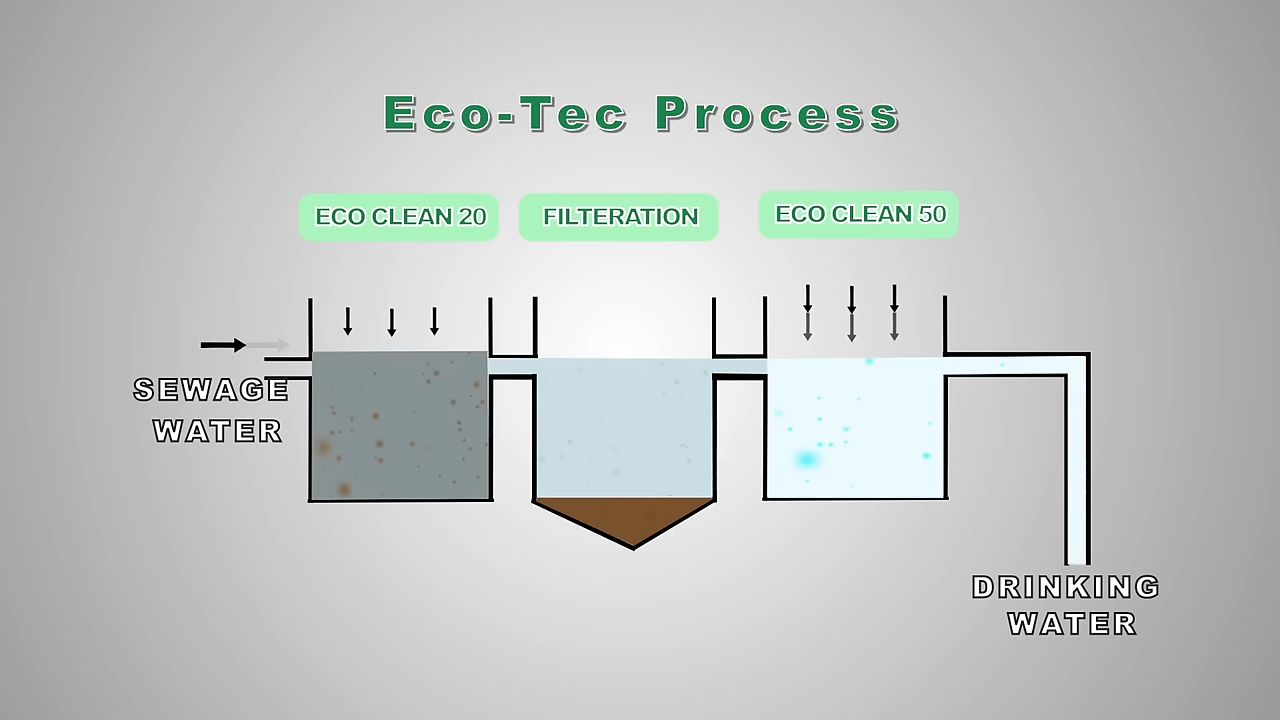 Eco-Tec Process
ECO CLEAN 20
FILTERATION
ECO CLEAN 50
SEWAGE
WATER
DRINKING
WATER